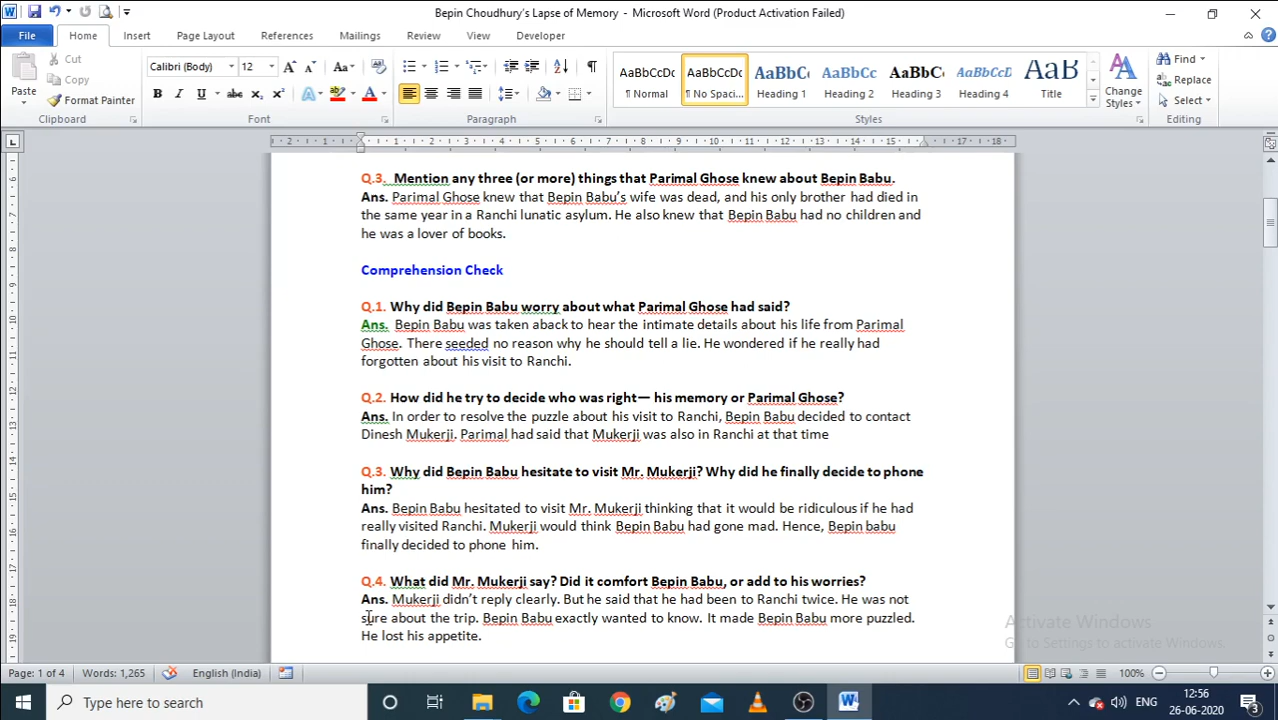 Bepin Choudhury's Lapse of Memory - Microsoft Word (Product Activation Failed)
File Home Insert Page Layout References Mailings Review View Developer
Paste
Cut
Copy
Format Painter
Clipboard
Calibri (Body) 12
Font
Paragraph
AaBbCcDc AaBbCcDc AaBbCc AaBbCc AaBbCc AaBbCc AaB
¶ Normal ¶ No Spaci... Heading 1 Heading 2 Heading 3 Heading 4 Title
Change Styles
Styles
Find
Replace
Select
Editing
Q.3. Mention any three (or more) things that Parimal Ghose knew about Bepin Babu.
Ans. Parimal Ghose knew that Bepin Babu's wife was dead, and his only brother had died in
the same year in a Ranchi lunatic asylum. He also knew that Bepin Babu had no children and
he was a lover of books.
Comprehension Check
Q.1. Why did Bepin Babu worry about what Parimal Ghose had said?
Ans. Bepin Babu was taken aback to hear the intimate details about his life from Parimal
Ghose. There seeded no reason why he should tell a lie. He wondered if he really had
forgotten about his visit to Ranchi.
Q.2. How did he try to decide who was right— his memory or Parimal Ghose?
Ans. In order to resolve the puzzle about his visit to Ranchi, Bepin Babu decided to contact
Dinesh Mukerji. Parimal had said that Mukerji was also in Ranchi at that time
Q.3. Why did Bepin Babu hesitate to visit Mr. Mukerji? Why did he finally decide to phone
him?
Ans. Bepin Babu hesitated to visit Mr. Mukerji thinking that it would be ridiculous if he had
really visited Ranchi. Mukerji would think Bepin Babu had gone mad. Hence, Bepin babu
finally decided to phone him.
Q.4. What did Mr. Mukerji say? Did it comfort Bepin Babu, or add to his worries?
Ans. Mukerji didn't reply clearly. But he said that he had been to Ranchi twice. He was not
sure about the trip. Bepin Babu exactly wanted to know. It made Bepin Babu more puzzled.
He lost his appetite.
Activate Windows
Go to Settings to activate Windows.
Page: 1 of 4 Words: 1,265 English (India) 100%
Type here to search
ENG
12:56
26-06-2020
3